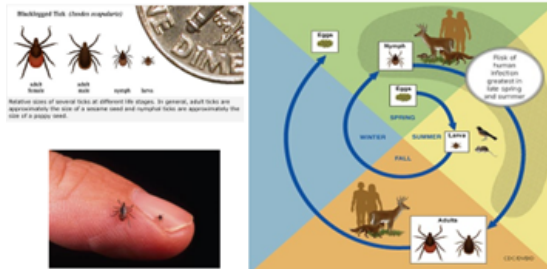 Blacklegged Tick (Ixodes scapularis)
adult
female
adult
male
nymph
larva
DIME
Relative sizes of several ticks at different life stages. In general, adult ticks are
approximately the size of a sesame seed and nymphal ticks are approximately the
size of a poppy seed.
Eggs
Nymph
Eggs
Risk of
human
infection
greatest in
late spring
and summer
SPRING
WINTER
SUMMER
Larva
FALL
Adults